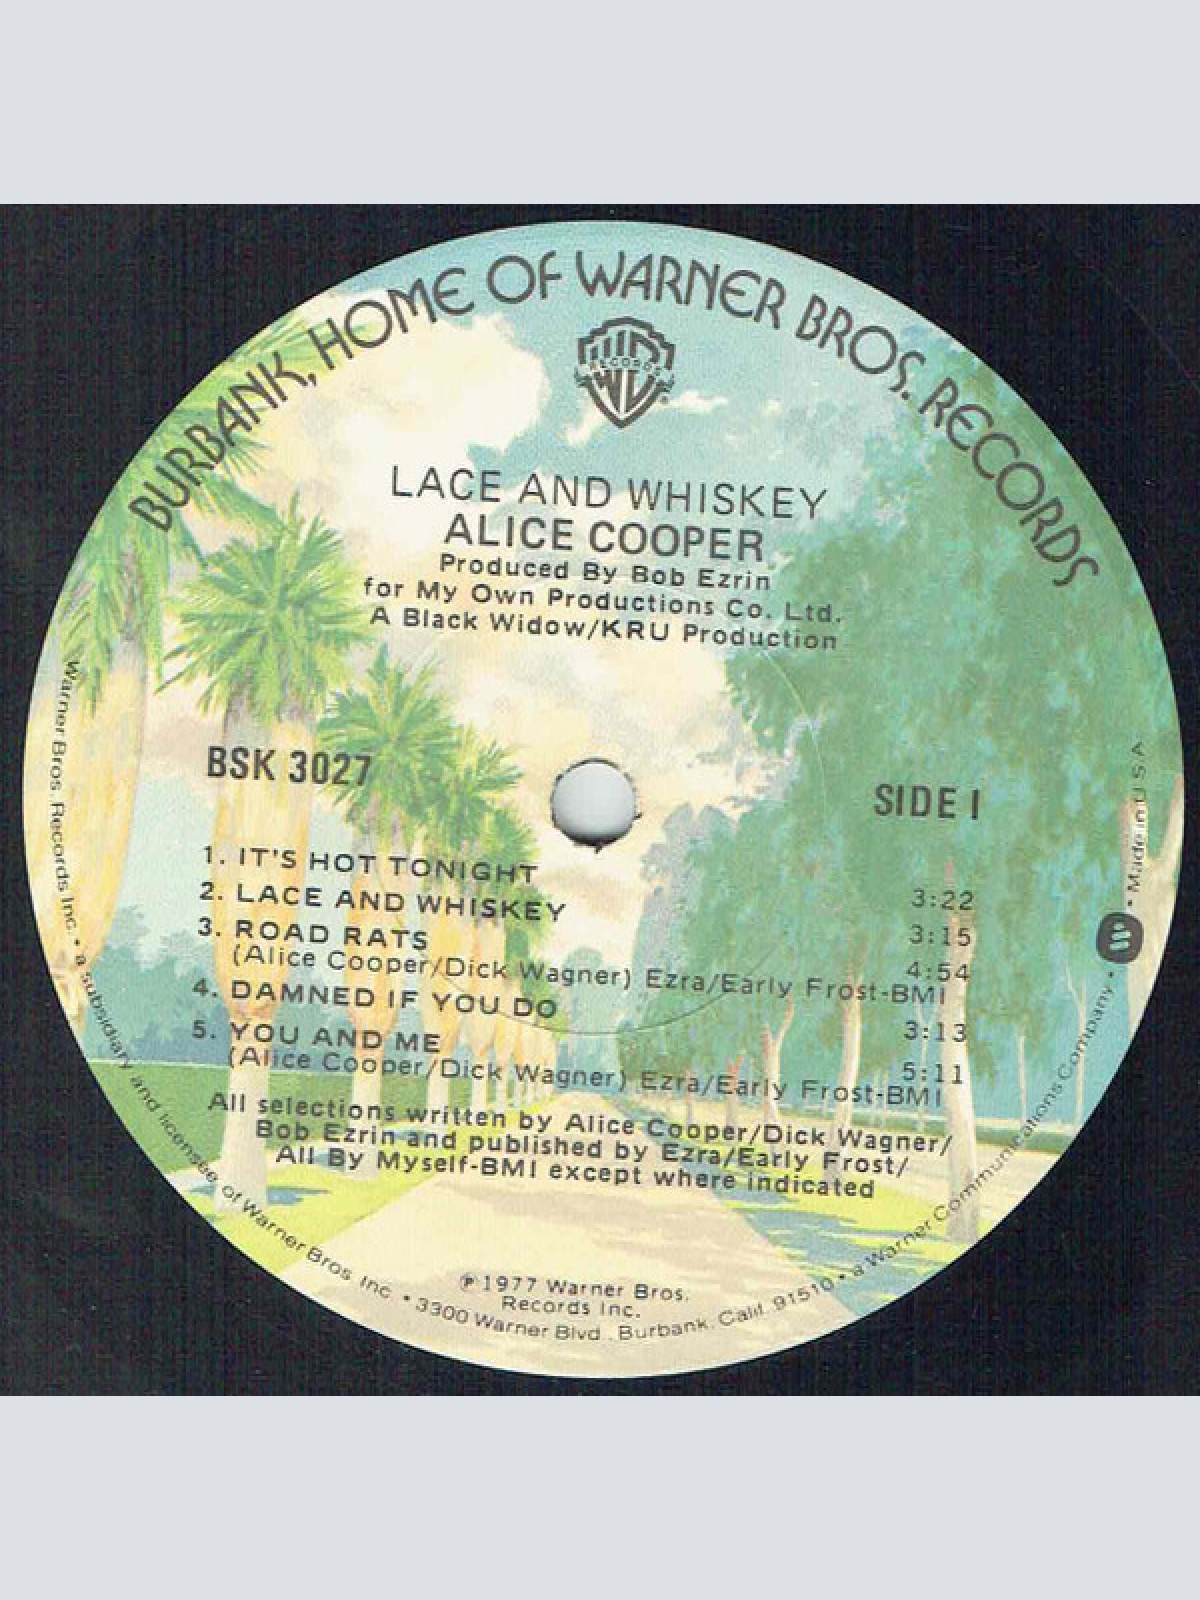 BURBANK, HOME OF WARNER BROS. RECORDS
RECORDS
LACE AND WHISKEY
ALICE COOPER
Produced By Bob Ezrin
for My Own Productions Co. Ltd.
A Black Widow/KRU Production
BSK 3027
SIDE I
1. IT'S HOT TONIGHT 3:22
2. LACE AND WHISKEY 3:15
3. ROAD RATS 4:54
(Alice Cooper/Dick Wagner) Ezra/Early Frost-BMI
4. DAMNED IF YOU DO 3:13
5. YOU AND ME 5:11
(Alice Cooper/Dick Wagner) Ezra/Early Frost-BMI
All selections written by Alice Cooper/Dick Wagner/
Bob Ezrin and published by Ezra/Early Frost/
All By Myself-BMI except where indicated
℗ 1977 Warner Bros.
Records Inc.
Warner Bros. Records Inc. • a subsidiary and licensee of Warner Bros. Inc. • 3300 Warner Blvd., Burbank, Calif. 91510 • a Warner Communications Company • W • Made in U.S.A.